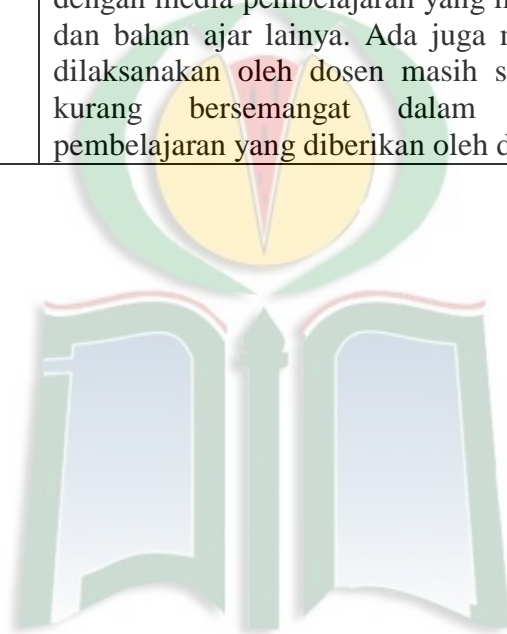 dengan media pembelajaran yang
dan bahan ajar lainya. Ada juga
dilaksanakan oleh dosen masih
kurang bersemangat dalam
pembelajaran yang diberikan oleh